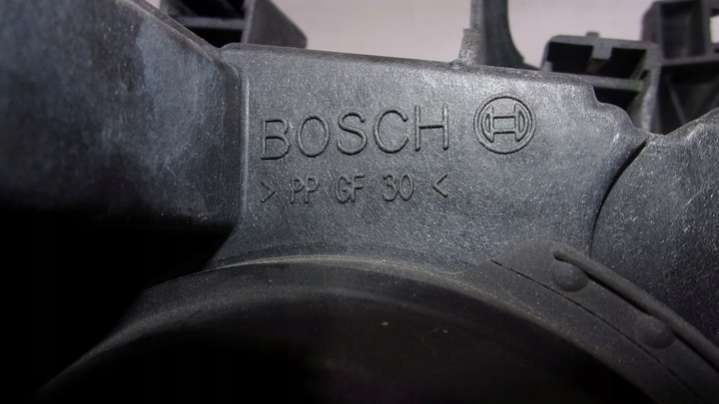 BOSCH
> PP GF 30 <